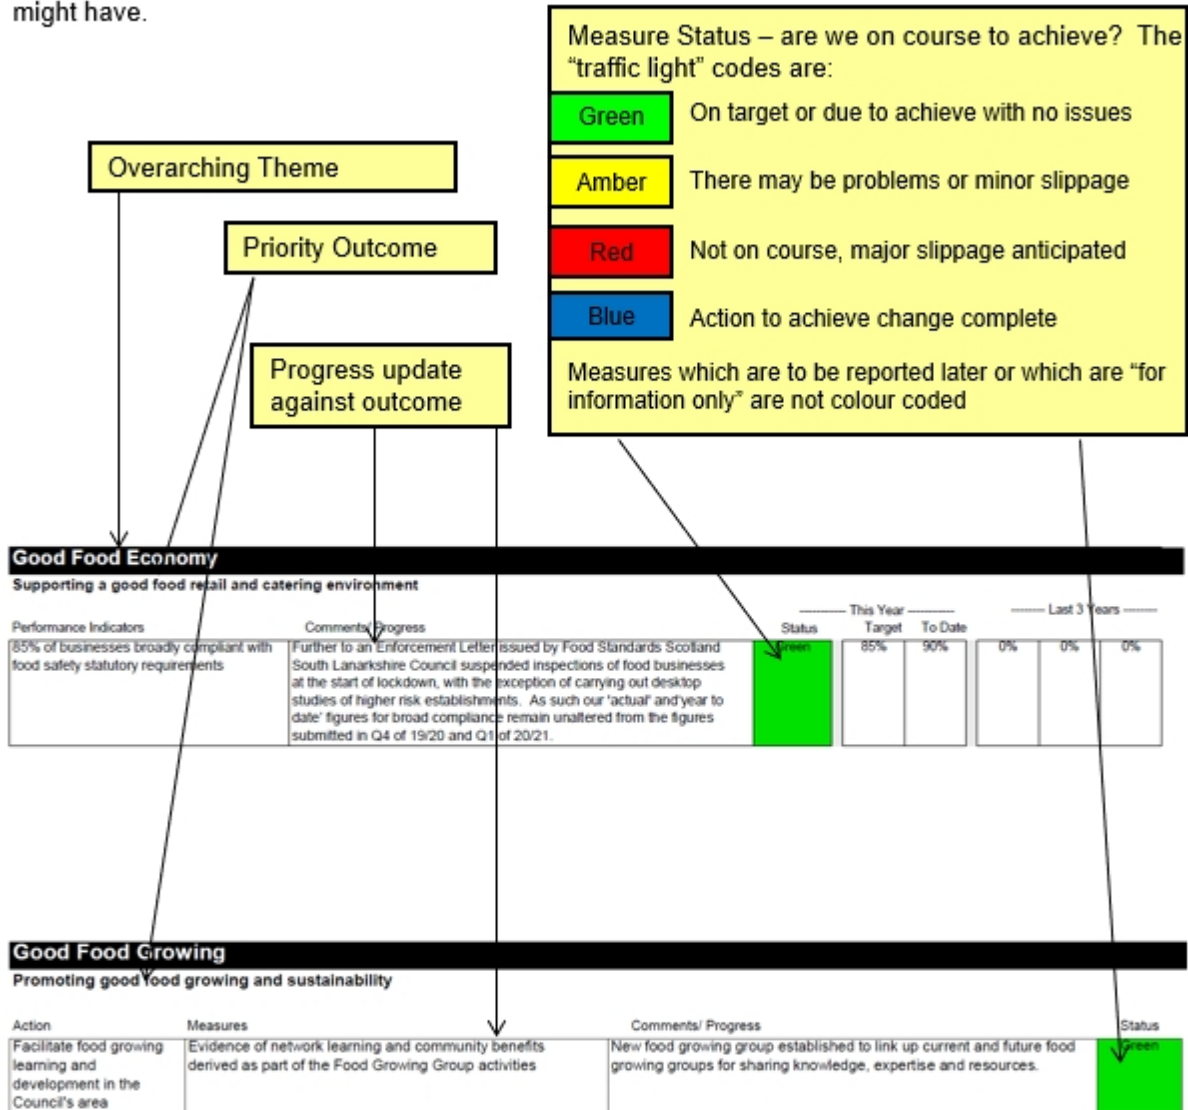 might have.
Measure Status – are we on course to achieve? The
“traffic light” codes are:
Green On target or due to achieve with no issues
Amber There may be problems or minor slippage
Red Not on course, major slippage anticipated
Blue Action to achieve change complete
Measures which are to be reported later or which are “for
information only” are not colour coded
Overarching Theme
Priority Outcome
Progress update
against outcome
Good Food Economy
Supporting a good food retail and catering environment
This Year Last 3 Years
Performance Indicators Comments/ Progress Status Target To Date
85% of businesses broadly compliant with
food safety statutory requirements
Further to an Enforcement Letter issued by Food Standards Scotland
South Lanarkshire Council suspended inspections of food businesses
at the start of lockdown, with the exception of carrying out desktop
studies of higher risk establishments. As such our 'actual' and'year to
date' figures for broad compliance remain unaltered from the figures
submitted in Q4 of 19/20 and Q1 of 20/21.
Green 85% 90% 0% 0% 0%
Good Food Growing
Promoting good food growing and sustainability
Action Measures Comments/ Progress Status
Facilitate food growing
learning and
development in the
Council's area
Evidence of network learning and community benefits
derived as part of the Food Growing Group activities
New food growing group established to link up current and future food
growing groups for sharing knowledge, expertise and resources.
Green